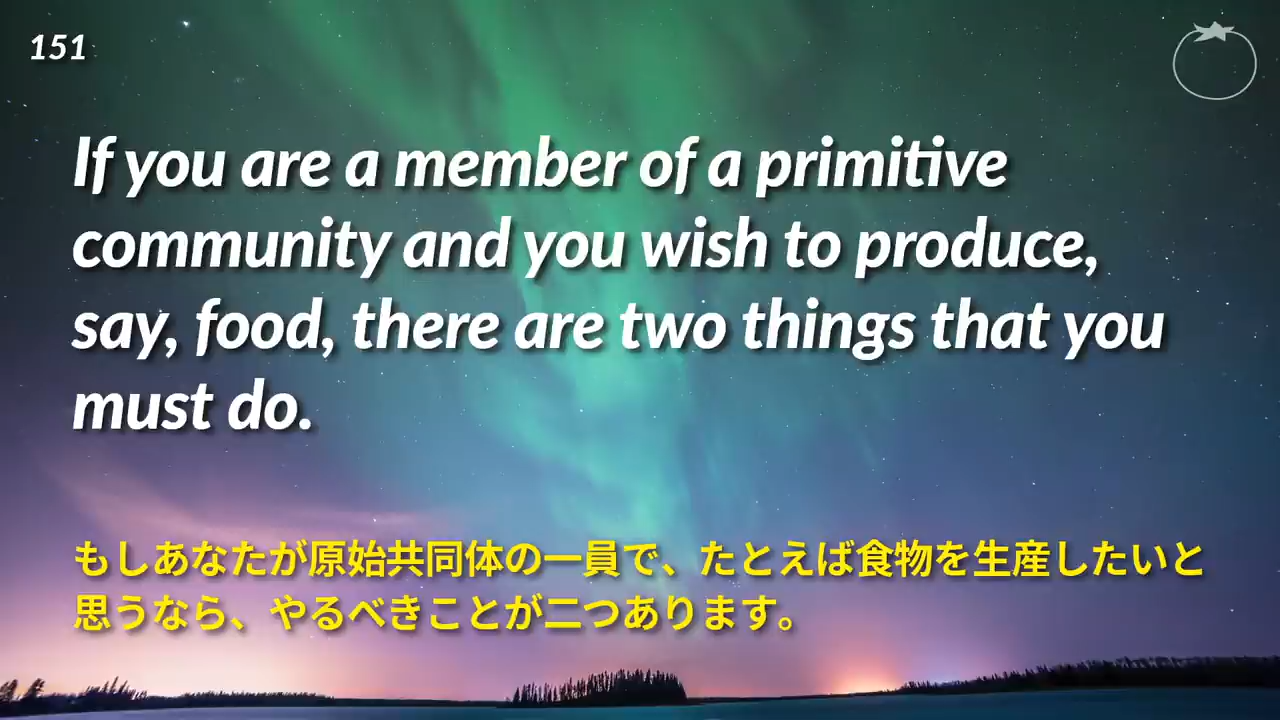 151
If you are a member of a primitive
community and you wish to produce,
say, food, there are two things that you
must do.
もしあなたが原始共同体の一員で、たとえば食物を生産したいと
思うなら、やるべきことが二つあります。